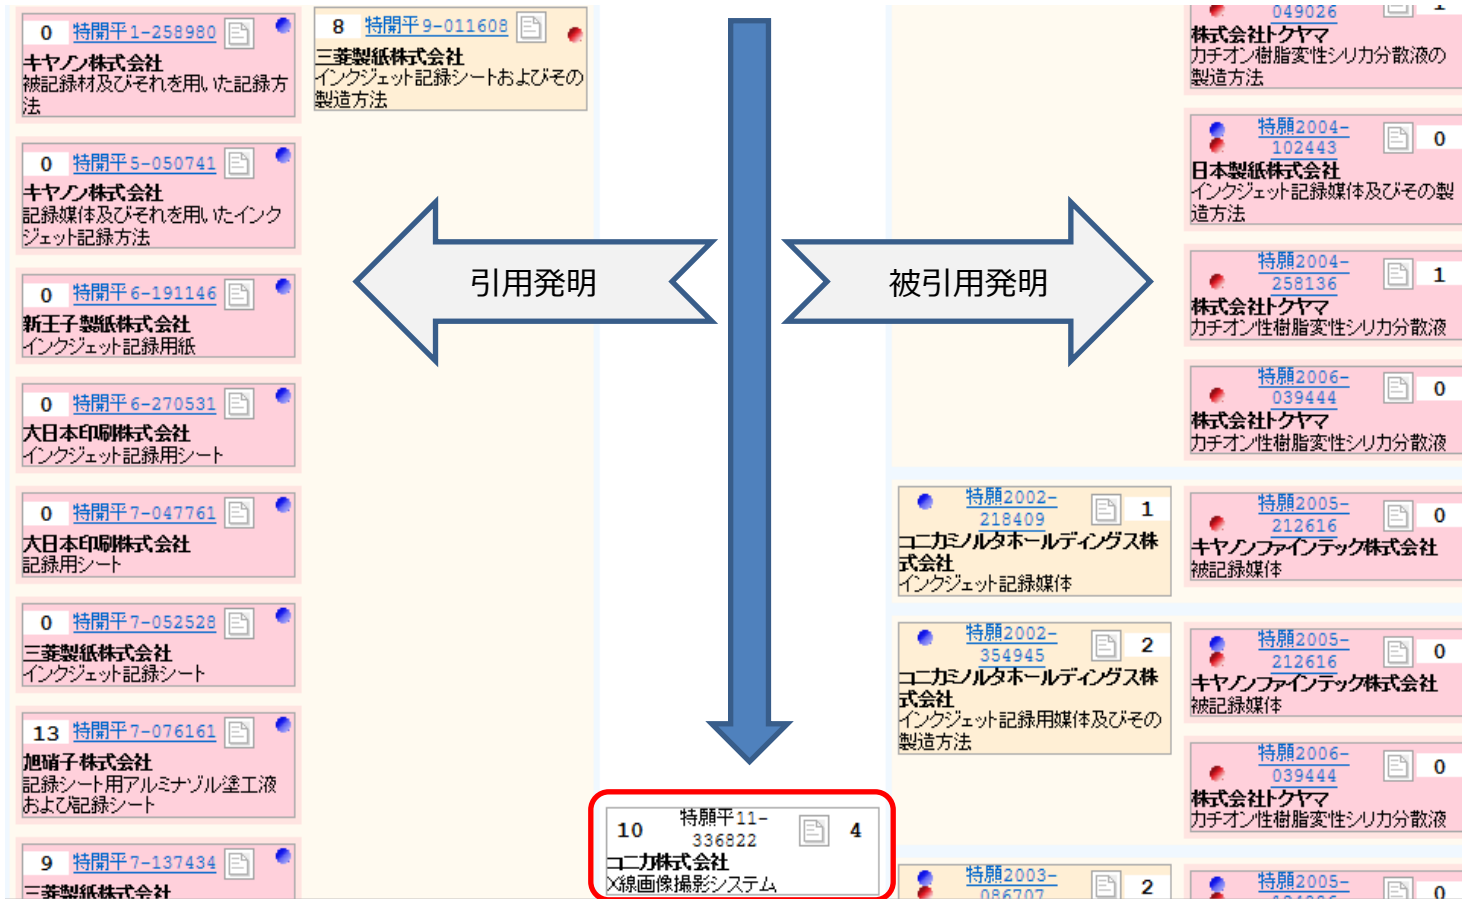 0 特開平1-258980
キヤノン株式会社
被記録材及びそれを用いた記録方
法
0 特開平5-050741
キヤノン株式会社
記録媒体及びそれを用いたインク
ジェット記録方法
0 特開平6-191146
新王子製紙株式会社
インクジェット記録用紙
0 特開平6-270531
大日本印刷株式会社
インクジェット記録用シート
0 特開平7-047761
大日本印刷株式会社
記録用シート
0 特開平7-052528
三菱製紙株式会社
インクジェット記録シート
13 特開平7-076161
旭硝子株式会社
記録シート用アルミナゾル塗工液
および記録シート
9 特開平7-137434
三菱製紙株式会社
8 特開平9-011608
三菱製紙株式会社
インクジェット記録シートおよびその
製造方法
引用発明
被引用発明
10 特願平11-
336822 4
コニカ株式会社
X線画像撮影システム
特願2002-
218409 1
コニカミノルタホールディングス株
式会社
インクジェット記録媒体
特願2002-
354945 2
コニカミノルタホールディングス株
式会社
インクジェット記録用媒体及びその
製造方法
特願2003-
086707 2
049026 1
株式会社トクヤマ
カチオン樹脂変性シリカ分散液の
製造方法
特願2004-
102443 0
日本製紙株式会社
インクジェット記録媒体及びその製
造方法
特願2004-
258136 1
株式会社トクヤマ
カチオン性樹脂変性シリカ分散液
特願2006-
039444 0
株式会社トクヤマ
カチオン性樹脂変性シリカ分散液
特願2005-
212616 0
キヤノンファインテック株式会社
被記録媒体
特願2005-
212616 0
キヤノンファインテック株式会社
被記録媒体
特願2006-
039444 0
株式会社トクヤマ
カチオン性樹脂変性シリカ分散液
特願2005-
0